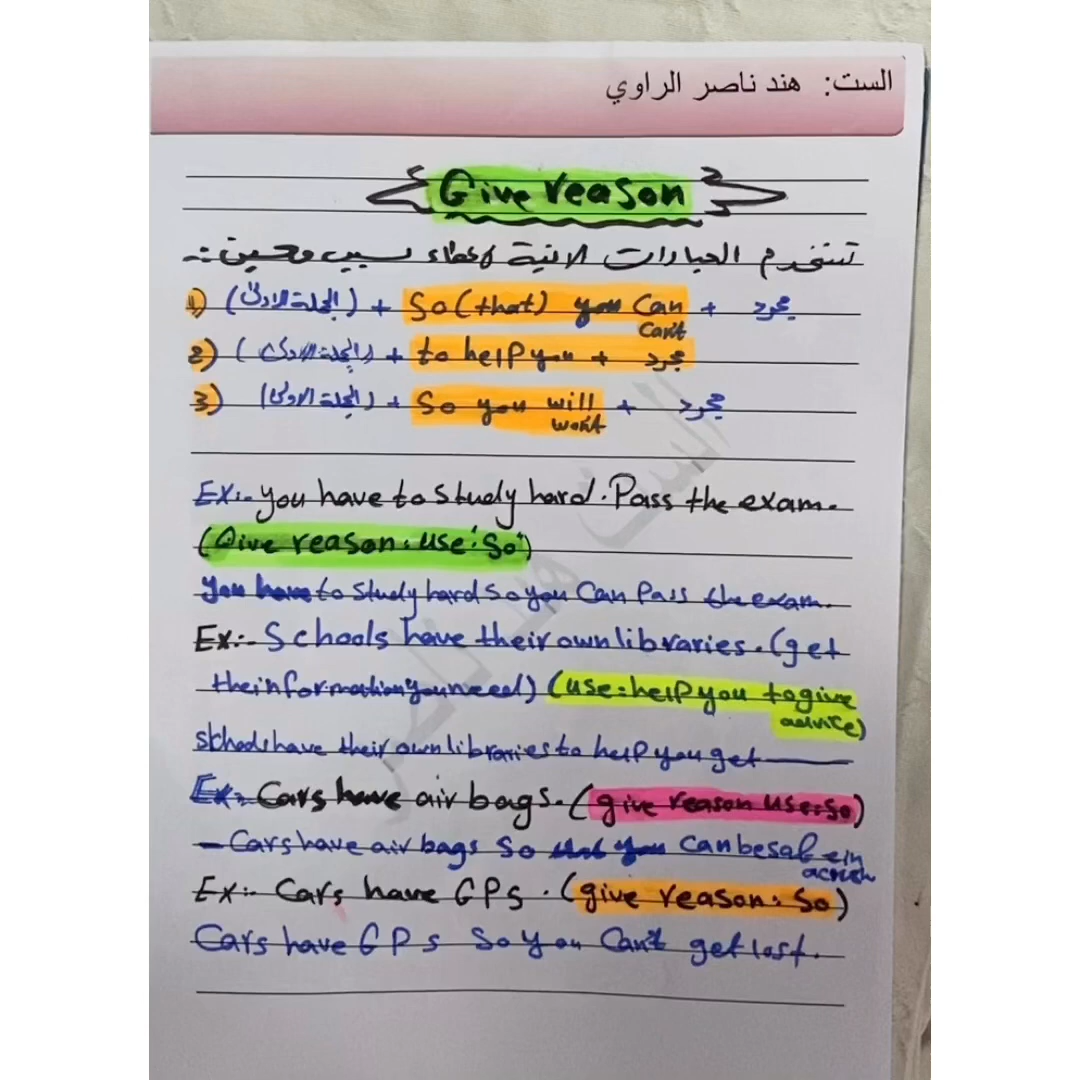 الست: هند ناصر الراوي
Give reason
تستخدم العبارات الاتية لاعطاء سبب معين :-
1) (الجملة الاولى) + So (that) you Can + مجرد
Can't
2) (الجملة الاولى) + to help you + مجرد
3) (الجملة الاولى) + So you will + مجرد
won't
EX:- you have to study hard. Pass the exam.
(Give reason: use: "So")
you have to study hard so you can pass the exam.
Ex:- Schools have their own libraries. (get
the information you need) (use: help you to give
advice)
schools have their own libraries to help you get
Ex:- Cars have air bags. (give reason use: so)
- Cars have air bags so that you can be safe in
acrush
Ex:- Cars have GPs. (give reason: So)
Cars have GPs So you Can't get lost.
الست هند ناصر